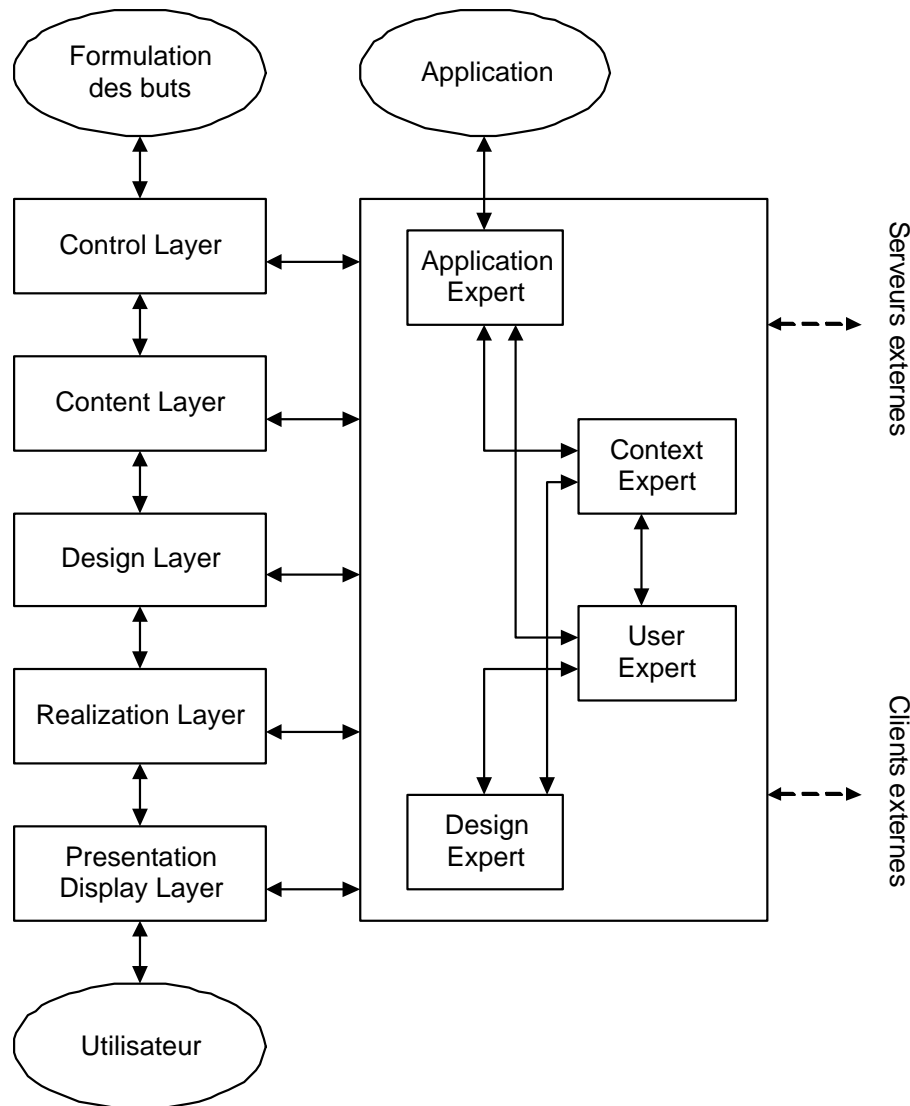 Formulation
des buts
Application
Control Layer
Application
Expert
Serveurs externes
Content Layer
Context
Expert
Design Layer
User
Expert
Realization Layer
Clients externes
Design
Expert
Presentation
Display Layer
Utilisateur